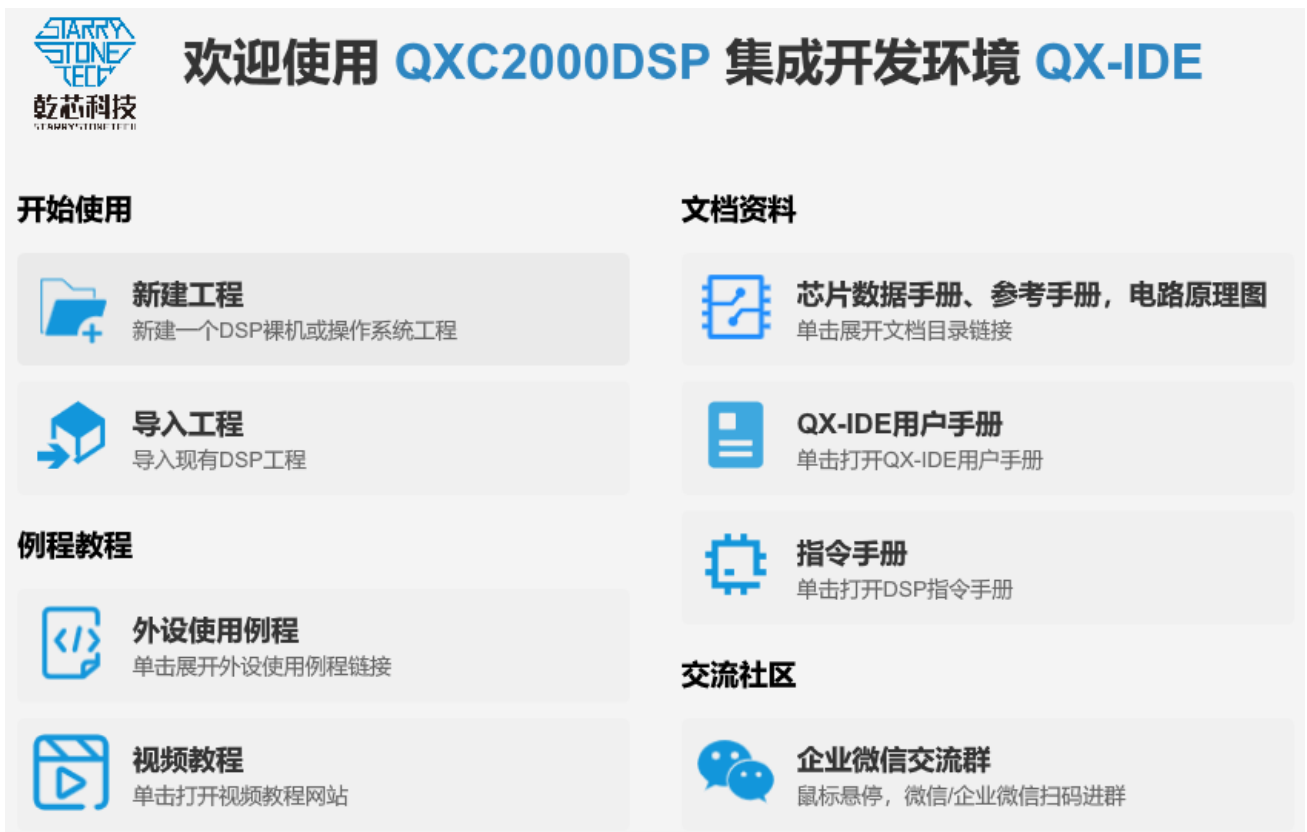 STARRY
STONE
TECH
乾芯科技
STARRYSTONETECH
欢迎使用 QXC2000DSP 集成开发环境 QX-IDE
开始使用
新建工程
新建一个DSP裸机或操作系统工程
导入工程
导入现有DSP工程
例程教程
外设使用例程
单击展开外设使用例程链接
视频教程
单击打开视频教程网站
文档资料
芯片数据手册、参考手册，电路原理图
单击展开文档目录链接
QX-IDE用户手册
单击打开QX-IDE用户手册
指令手册
单击打开DSP指令手册
交流社区
企业微信交流群
鼠标悬停，微信/企业微信扫码进群